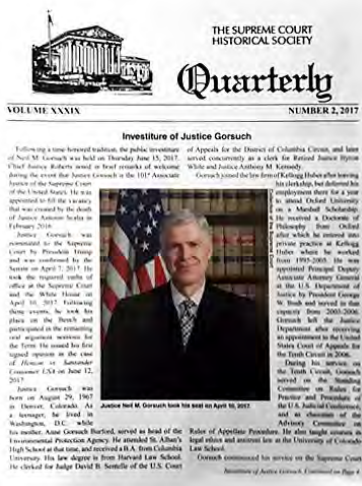 THE SUPREME COURT
HISTORICAL SOCIETY
Quarterly
VOLUME XXXIX
NUMBER 2, 2017
Investiture of Justice Gorsuch
Following a time-honored tradition, the public investiture
of Neil M. Gorsuch was held on Thursday June 15, 2017.
Chief Justice Roberts noted in brief remarks of welcome
during the event that Justice Gorsuch is the 101st Associate
Justice of the Supreme Court
of the United States. He was
appointed to fill the vacancy
that was created by the death
of Justice Antonin Scalia in
February 2016.
Justice Gorsuch was
nominated to the Supreme
Court by President Trump
and was confirmed by the
Senate on April 7, 2017. He
took the required oaths of
office at the Supreme Court
and the White House on
April 10, 2017. Following
those events, he took his
place on the Bench and
participated in the remaining
oral argument sessions for
the Term. He issued his first
signed opinion in the case
of Henson v. Santander
Consumer USA on June 12,
2017.
Justice Gorsuch was
born on August 29, 1967
in Denver, Colorado. As
a teenager, he lived in
Washington, D.C. while
his mother, Anne Gorsuch Burford, served as head of the
Environmental Protection Agency. He attended St. Alban's
High School at that time, and received a B.A. from Columbia
University. His law degree is from Harvard Law School.
He clerked for Judge David B. Sentelle of the U.S. Court
Justice Neil M. Gorsuch took his seat on April 10, 2017.
of Appeals for the District of Columbia Circuit, and later
served concurrently as a clerk for Retired Justice Byron
White and Justice Anthony M. Kennedy.
Gorsuch joined the law firm of Kellogg Huber after leaving
his clerkship, but deferred his
employment there for a year
to attend Oxford University
on a Marshall Scholarship.
He received a Doctorate of
Philosophy from Oxford
after which he entered into
private practice at Kellogg
Huber where he worked
from 1995-2005. He was
appointed Principal Deputy
Associate Attorney General
at the U.S. Department of
Justice by President George
W. Bush and served in that
capacity from 2005-2006.
Gorsuch left the Justice
Department after receiving
an appointment to the United
States Court of Appeals for
the Tenth Circuit in 2006.
During his service on
the Tenth Circuit, Gorsuch
served on the Standing
Committee on Rules for
Practice and Procedure of
the U.S. Judicial Conference,
and as chairman of the
Advisory Committee on
Rules of Appellate Procedure. He also taught courses in
legal ethics and antitrust law at the University of Colorado
Law School.
Gorsuch commenced his service on the Supreme Court
Investiture of Justice Gorsuch, Continued on Page